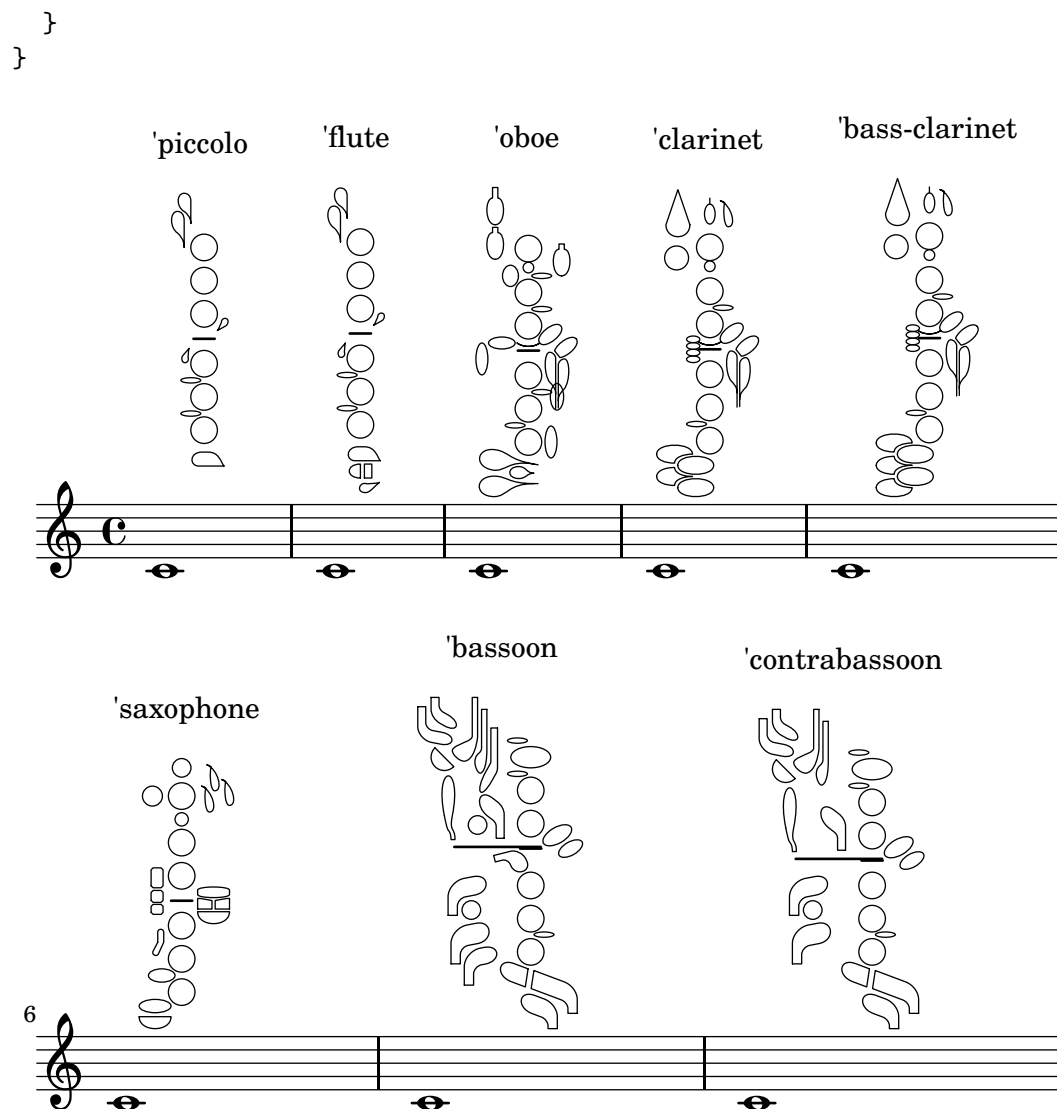 }
}
'piccolo 'flute 'oboe 'clarinet 'bass-clarinet
'saxophone 'bassoon 'contrabassoon
6